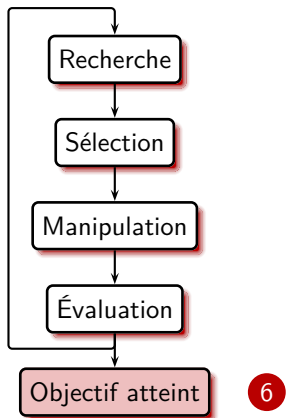 Recherche
Sélection
Manipulation
Évaluation
Objectif atteint 6